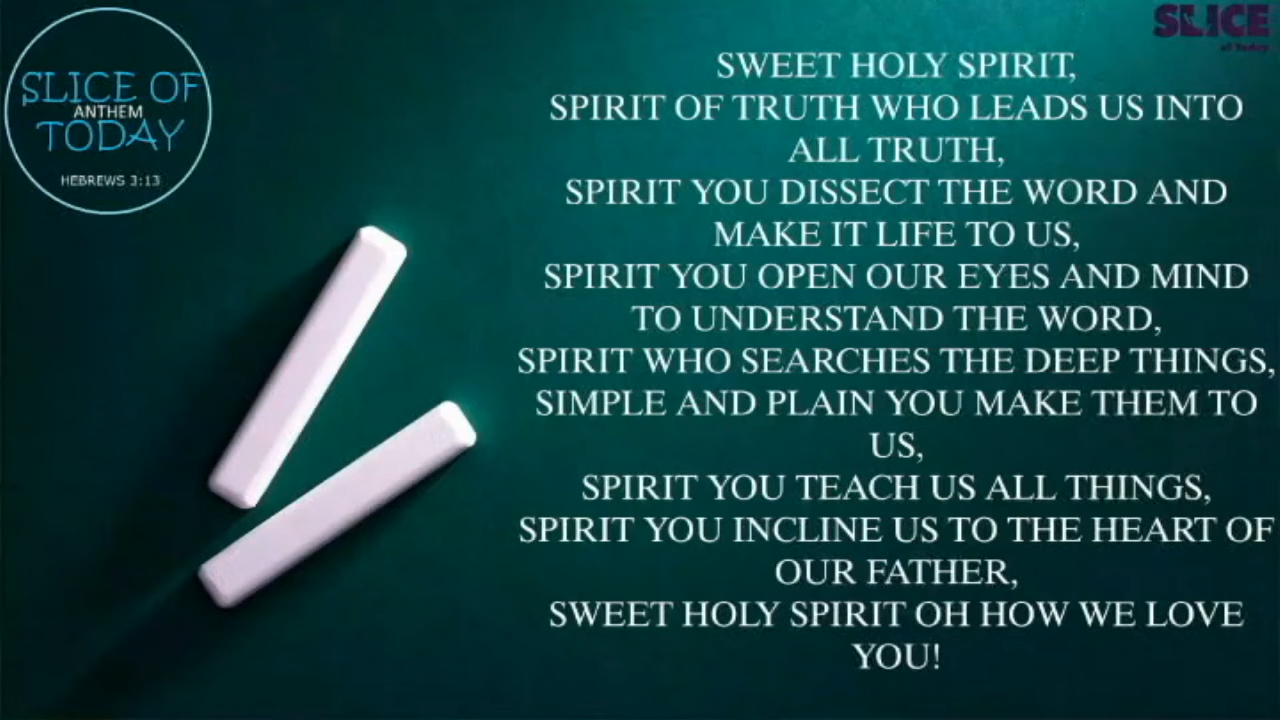 SLICE OF
ANTHEM
TODAY
HEBREWS 3:13
SLICE
of Today
SWEET HOLY SPIRIT,
SPIRIT OF TRUTH WHO LEADS US INTO
ALL TRUTH,
SPIRIT YOU DISSECT THE WORD AND
MAKE IT LIFE TO US,
SPIRIT YOU OPEN OUR EYES AND MIND
TO UNDERSTAND THE WORD,
SPIRIT WHO SEARCHES THE DEEP THINGS,
SIMPLE AND PLAIN YOU MAKE THEM TO
US,
SPIRIT YOU TEACH US ALL THINGS,
SPIRIT YOU INCLINE US TO THE HEART OF
OUR FATHER,
SWEET HOLY SPIRIT OH HOW WE LOVE
YOU!